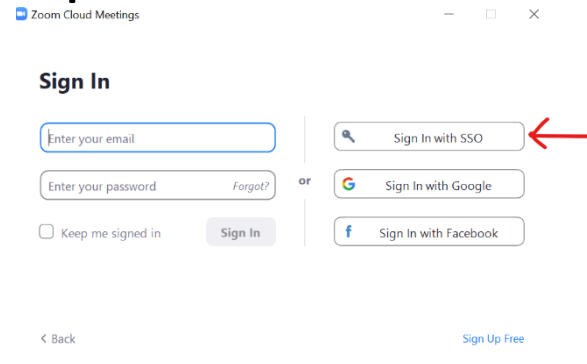 Zoom Cloud Meetings
Sign In
Enter your email
Enter your password Forgot?
Keep me signed in Sign In
or
Sign In with SSO
Sign In with Google
Sign In with Facebook
< Back
Sign Up Free